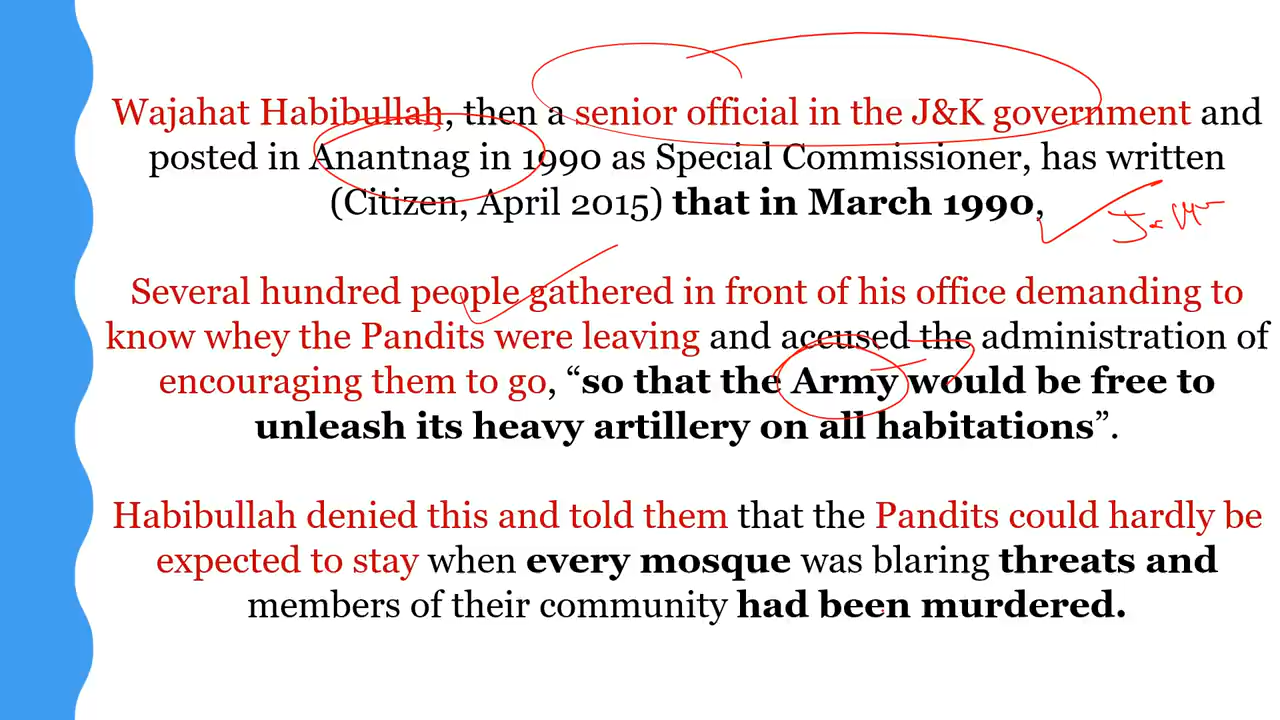 Wajahat Habibullah, then a senior official in the J&K government and
posted in Anantnag in 1990 as Special Commissioner, has written
(Citizen, April 2015) that in March 1990,
Several hundred people gathered in front of his office demanding to
know whey the Pandits were leaving and accused the administration of
encouraging them to go, “so that the Army would be free to
unleash its heavy artillery on all habitations”.
Habibullah denied this and told them that the Pandits could hardly be
expected to stay when every mosque was blaring threats and
members of their community had been murdered.